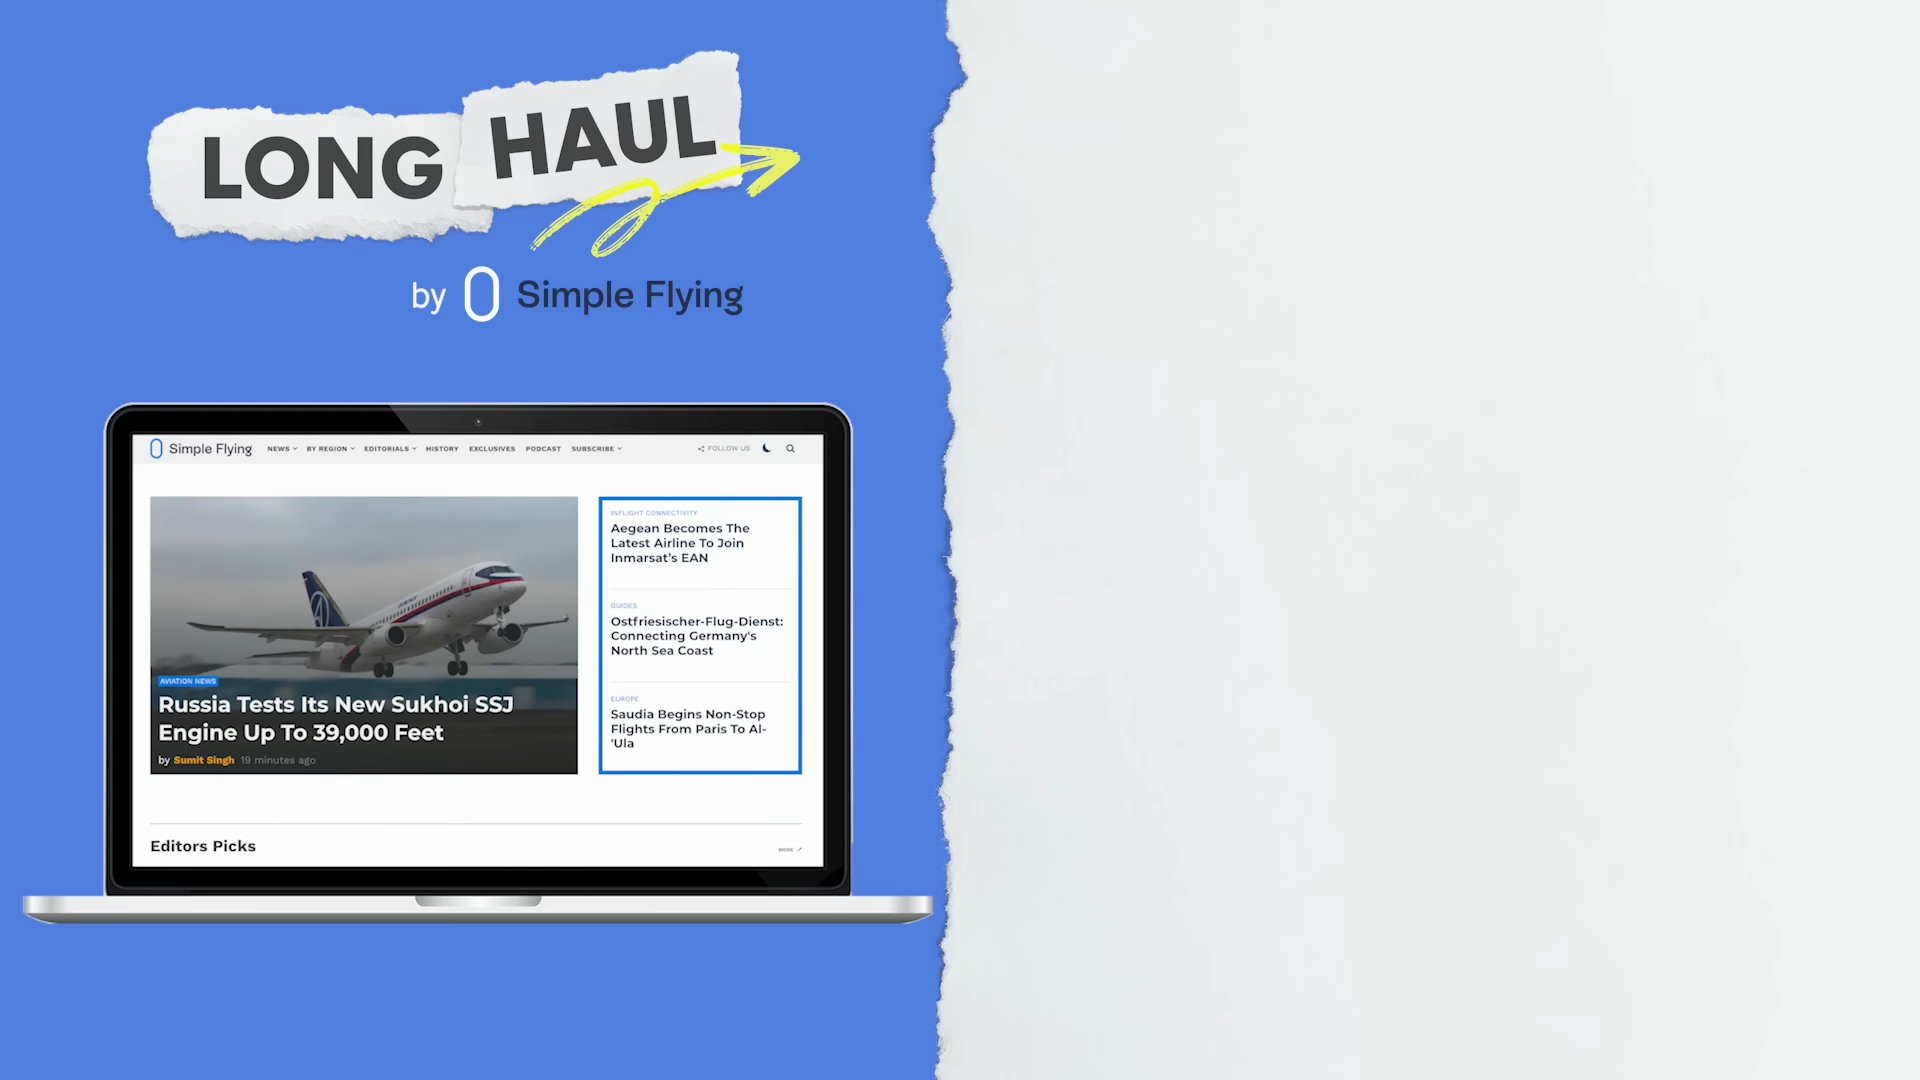 LONG HAUL
by Simple Flying
Simple Flying NEWS BY REGION EDITORIALS HISTORY EXCLUSIVES PODCAST SUBSCRIBE FOLLOW US
AVIATION NEWS
Russia Tests Its New Sukhoi SSJ
Engine Up To 39,000 Feet
by Sumit Singh 19 minutes ago
INFLIGHT CONNECTIVITY
Aegean Becomes The
Latest Airline To Join
Inmarsat's EAN
GUIDES
Ostfriesischer-Flug-Dienst:
Connecting Germany's
North Sea Coast
EUROPE
Saudia Begins Non-Stop
Flights From Paris To Al-
'Ula
Editors Picks
MORE